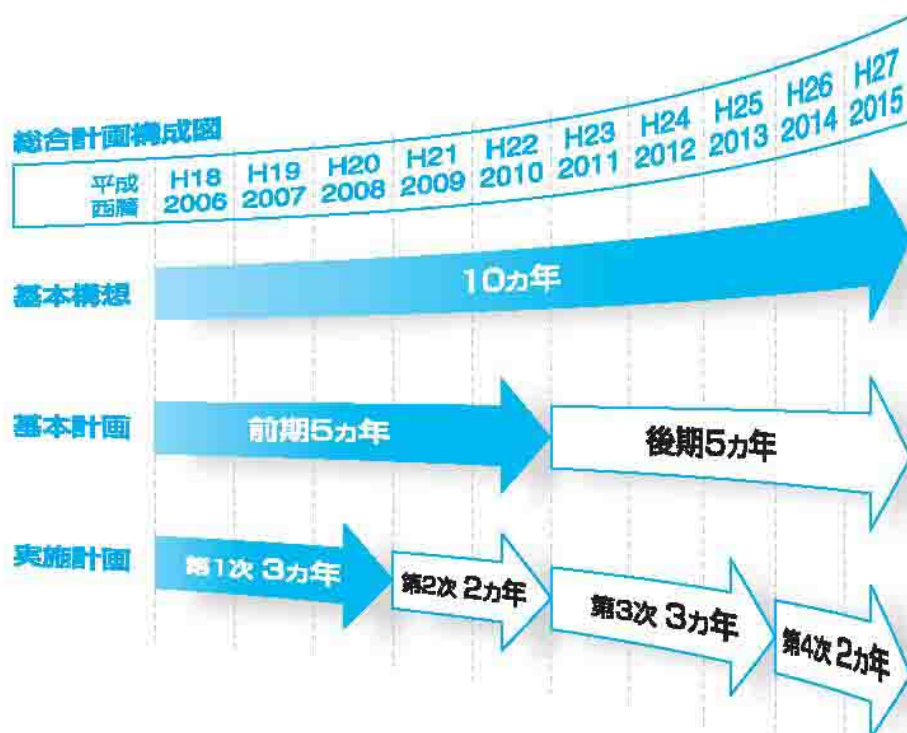 総合計画構成図
平成 H18 H19 H20 H21 H22 H23 H24 H25 H26 H27
西暦 2006 2007 2008 2009 2010 2011 2012 2013 2014 2015
基本構想 10カ年
基本計画 前期5カ年 後期5カ年
実施計画 第1次 3カ年 第2次 2カ年 第3次 3カ年 第4次 2カ年